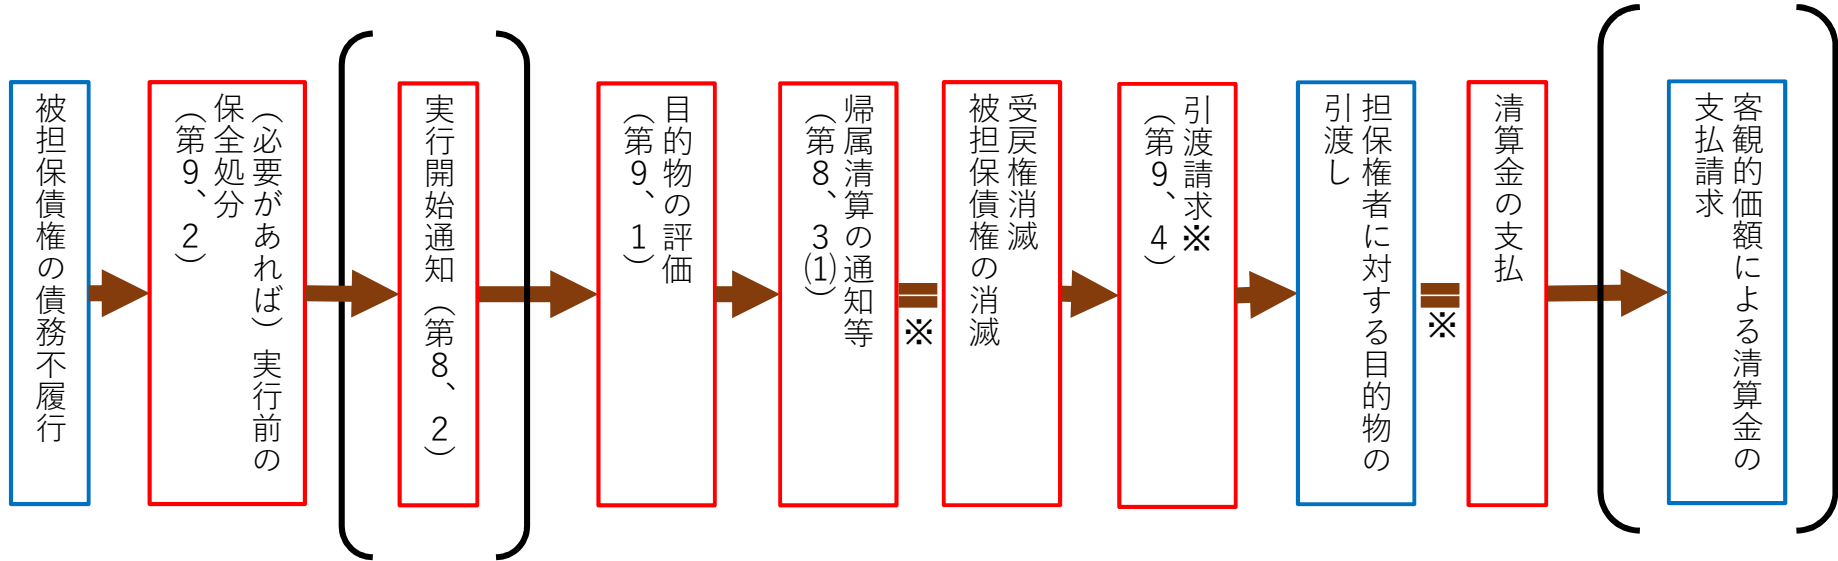 被担保債権の債務不履行
（必要があれば）実行前の
保全処分
（第９、２）
実行開始通知（第８、２）
目的物の評価
（第９、１）
帰属清算の通知等
（第８、３⑴）
※
受戻権消滅
被担保債権の消滅
引渡請求※
（第９、４）
担保権者に対する目的物の
引渡し
※
清算金の支払
客観的価額による清算金の
支払請求